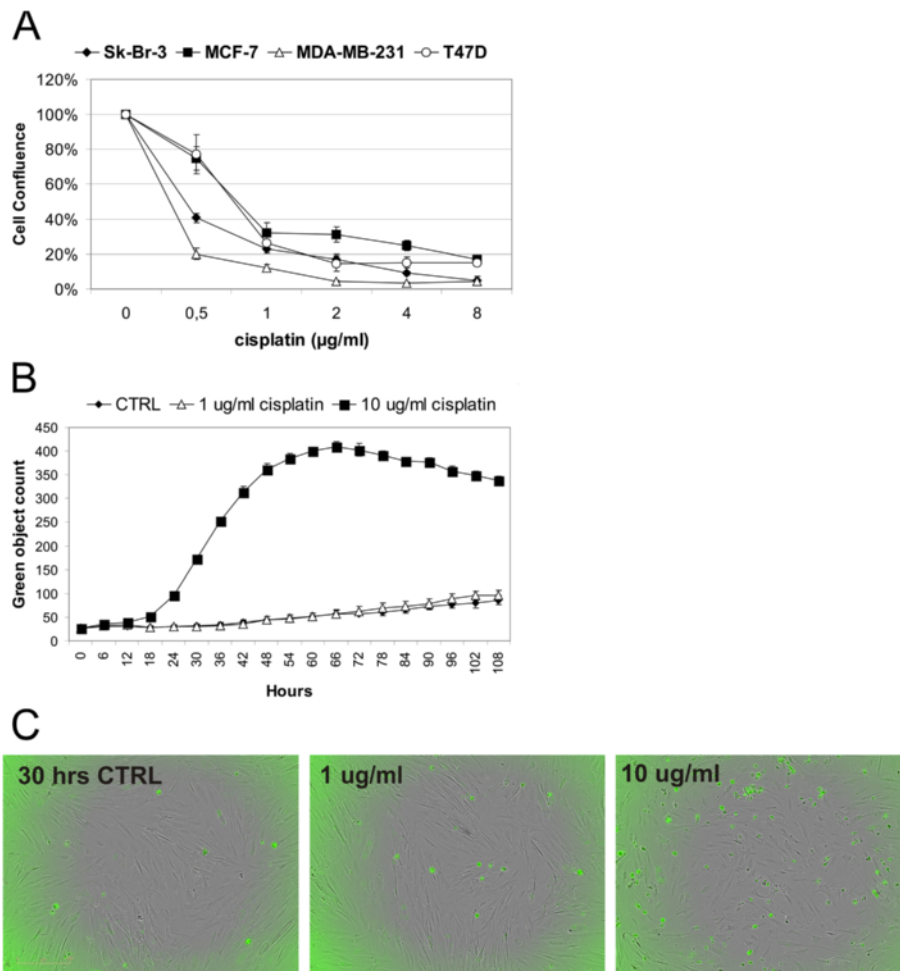 A
Sk-Br-3 MCF-7 MDA-MB-231 T47D
120%
100%
80%
60%
40%
20%
0%
Cell Confluence
0 0,5 1 2 4 8
cisplatin (µg/ml)
B
CTRL 1 ug/ml cisplatin 10 ug/ml cisplatin
450
400
350
300
250
200
150
100
50
0
Green object count
0 6 12 18 24 30 36 42 48 54 60 66 72 78 84 90 96 102 108
Hours
C
30 hrs CTRL 1 ug/ml 10 ug/ml